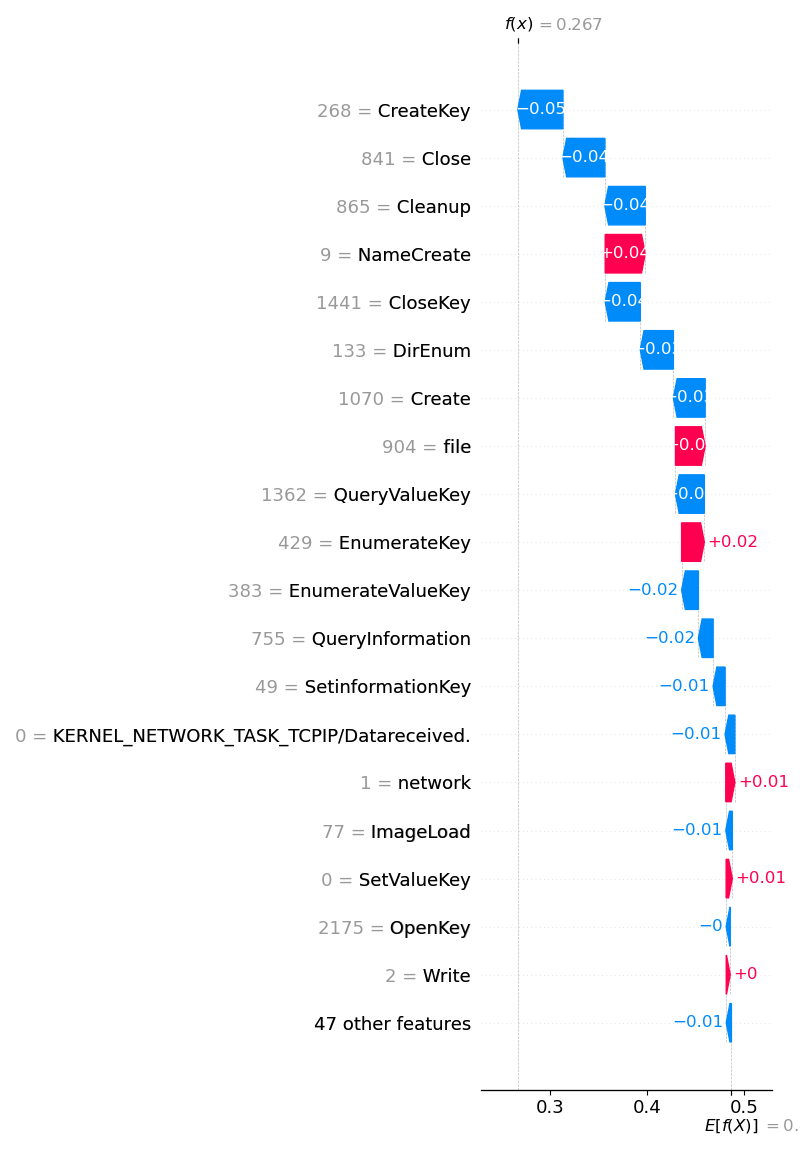 f(x) = 0.267
268 = CreateKey −0.05
841 = Close −0.04
865 = Cleanup −0.04
9 = NameCreate +0.04
1441 = CloseKey −0.04
133 = DirEnum
1070 = Create
904 = file
1362 = QueryValueKey
429 = EnumerateKey +0.02
383 = EnumerateValueKey −0.02
755 = QueryInformation −0.02
49 = SetinformationKey −0.01
0 = KERNEL_NETWORK_TASK_TCPIP/Datareceived. −0.01
1 = network +0.01
77 = ImageLoad −0.01
0 = SetValueKey +0.01
2175 = OpenKey −0
2 = Write +0
47 other features −0.01
0.3 0.4 0.5
E[f(X)] = 0.